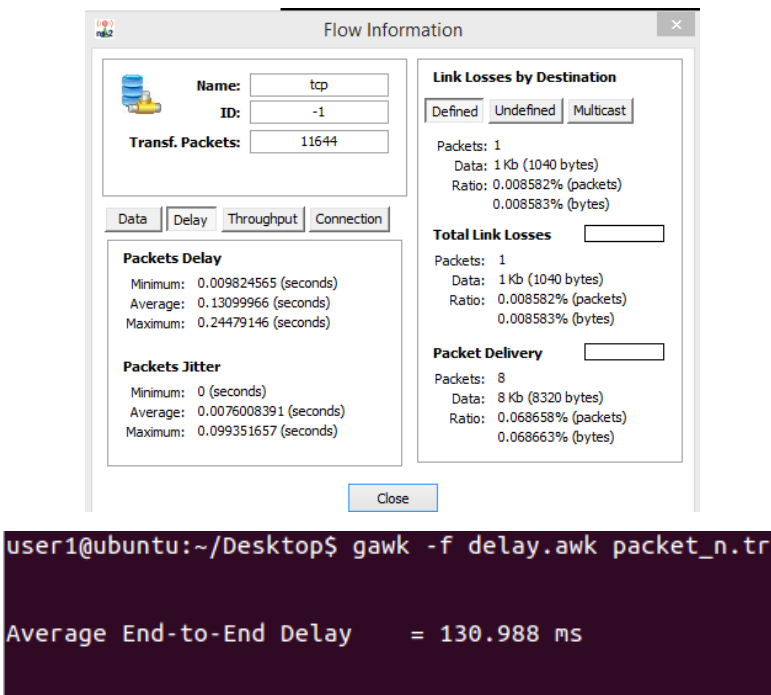 Flow Information
ns2
Name: tcp
ID: -1
Transf. Packets: 11644
Data Delay Throughput Connection
Packets Delay
Minimum: 0.009824565 (seconds)
Average: 0.13099966 (seconds)
Maximum: 0.24479146 (seconds)
Packets Jitter
Minimum: 0 (seconds)
Average: 0.0076008391 (seconds)
Maximum: 0.099351657 (seconds)
Link Losses by Destination
Defined Undefined Multicast
Packets: 1
Data: 1 Kb (1040 bytes)
Ratio: 0.008582% (packets)
0.008583% (bytes)
Total Link Losses
Packets: 1
Data: 1 Kb (1040 bytes)
Ratio: 0.008582% (packets)
0.008583% (bytes)
Packet Delivery
Packets: 8
Data: 8 Kb (8320 bytes)
Ratio: 0.068658% (packets)
0.068663% (bytes)
Close
user1@ubuntu:~/Desktop$ gawk -f delay.awk packet_n.tr
Average End-to-End Delay = 130.988 ms